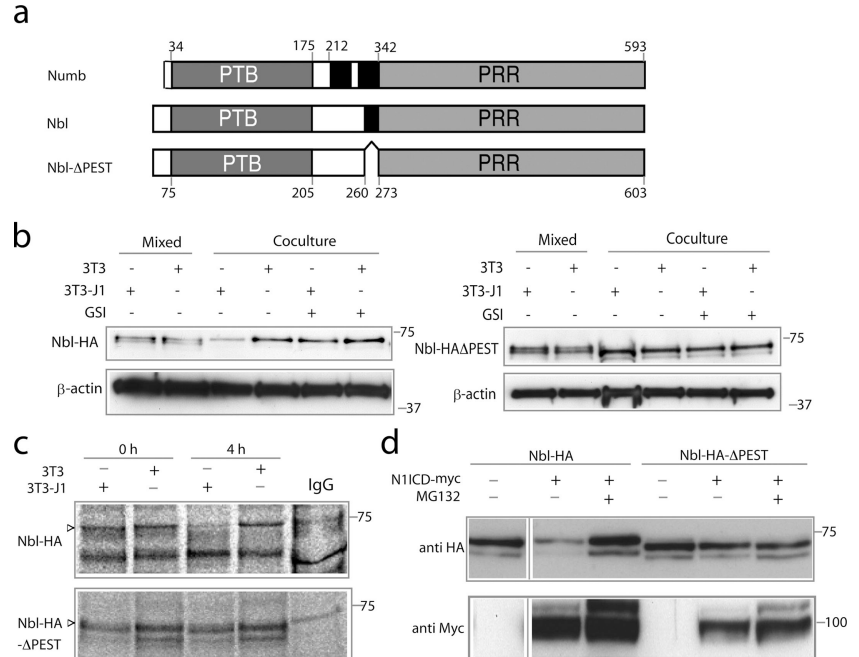 a
34 175 212 342 593
Numb PTB PRR
Nbl PTB PRR
Nbl-ΔPEST PTB PRR
75 205 260 273 603
b
Mixed Coculture
3T3 - + - + - +
3T3-J1 + - + - + -
GSI - - - - + +
Nbl-HA –75
β-actin –37
Mixed Coculture
3T3 - + - + - +
3T3-J1 + - + - + -
GSI - - - - + +
Nbl-HAΔPEST –75
β-actin –37
c
0 h 4 h
3T3 – + – +
3T3-J1 + – + – IgG
Nbl-HA –75
Nbl-HA –75
-ΔPEST
d
Nbl-HA Nbl-HA-ΔPEST
N1ICD-myc – + + – + +
MG132 – – + – – +
anti HA –75
anti Myc –100